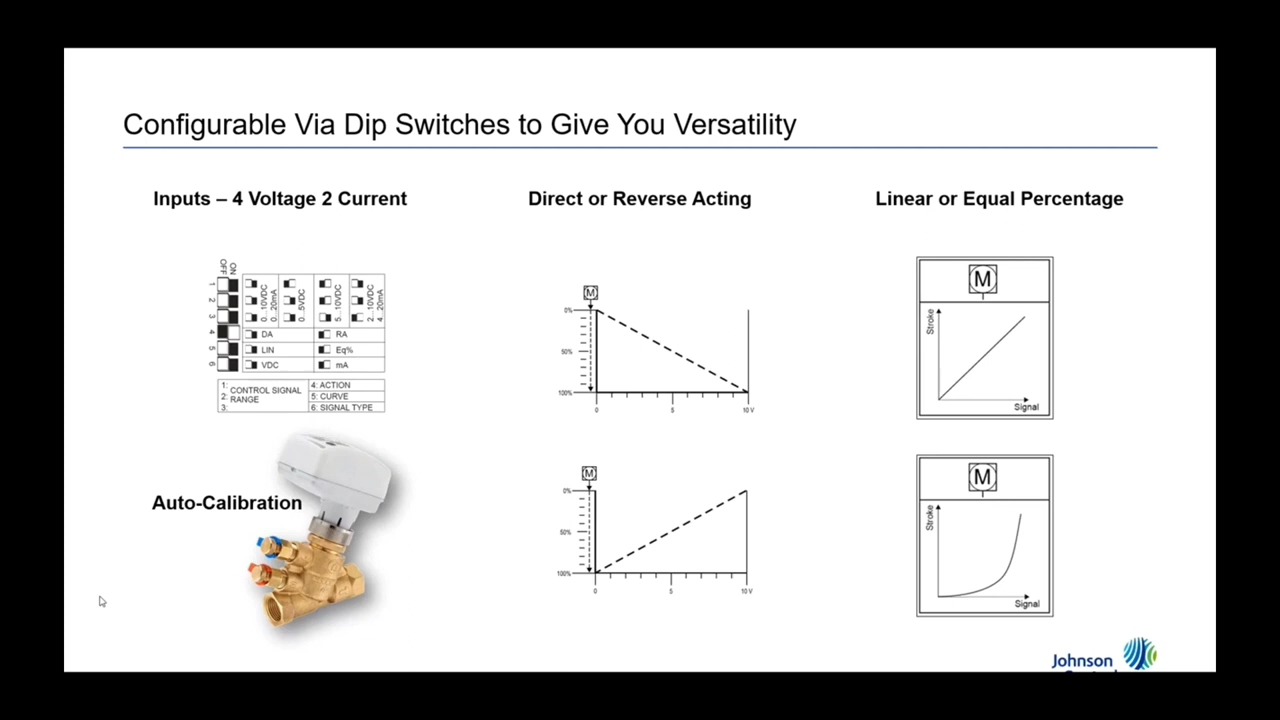 Configurable Via Dip Switches to Give You Versatility
Inputs – 4 Voltage 2 Current
Direct or Reverse Acting
Linear or Equal Percentage
OFF
ON
1
2
3
4
5
6
0...10VDC
0...20mA
0...5VDC
5...10VDC
2...10VDC
4...20mA
DA
RA
LIN
Eq%
VDC
mA
1:
2:
3:
CONTROL SIGNAL
RANGE
4: ACTION
5: CURVE
6: SIGNAL TYPE
Auto-Calibration
M
0%
50%
100%
0
5
10 V
M
0%
50%
100%
0
5
10 V
M
Stroke
Signal
M
Stroke
Signal
Johnson